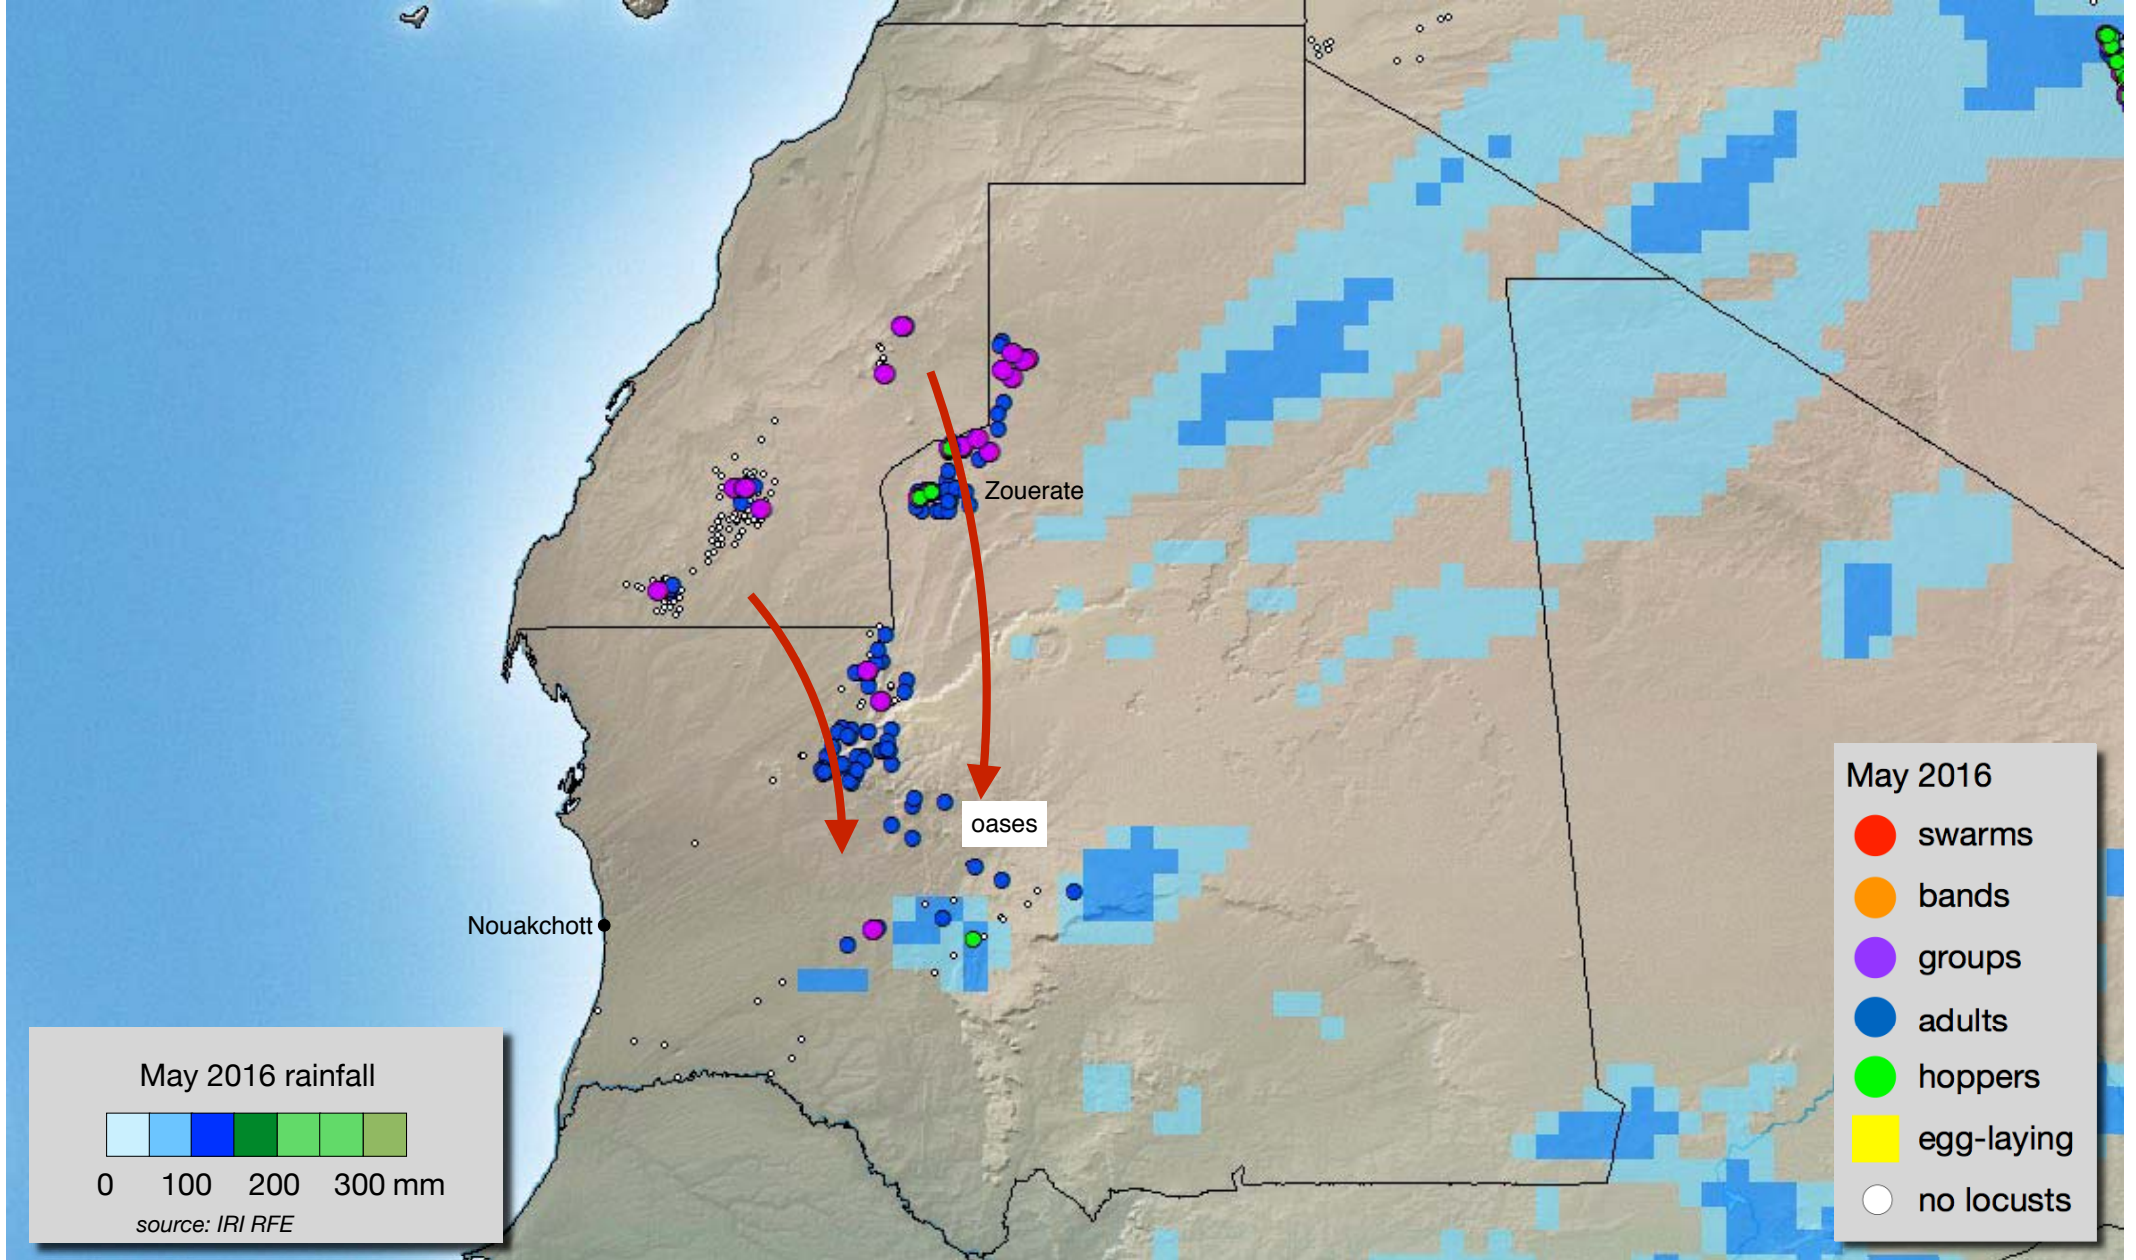 Zouerate
oases
Nouakchott
May 2016 rainfall
0 100 200 300 mm
source: IRI RFE
May 2016
swarms
bands
groups
adults
hoppers
egg-laying
no locusts